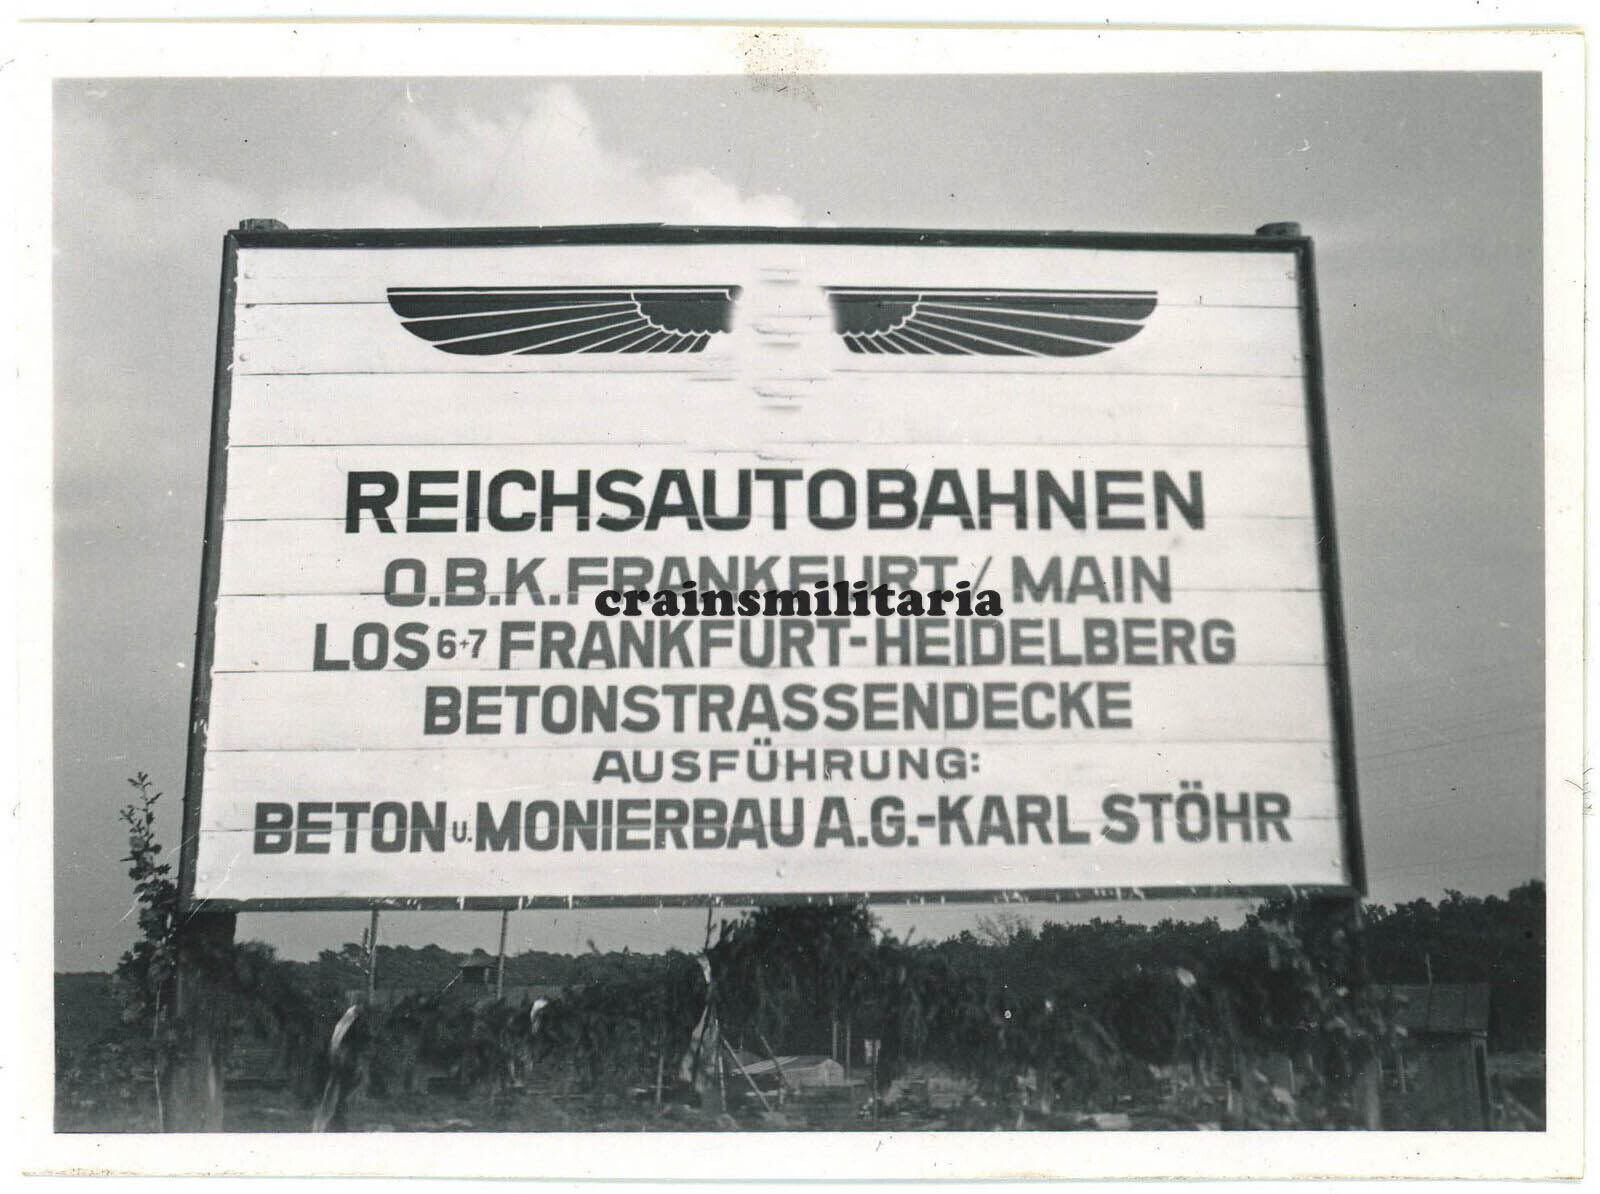 REICHSAUTOBAHNEN
O.B.K. FRANKFURT / MAIN
crainsmilitaria
LOS 6+7 FRANKFURT-HEIDELBERG
BETONSTRASSENDECKE
AUSFÜHRUNG:
BETON U. MONIERBAU A.G.-KARL STÖHR